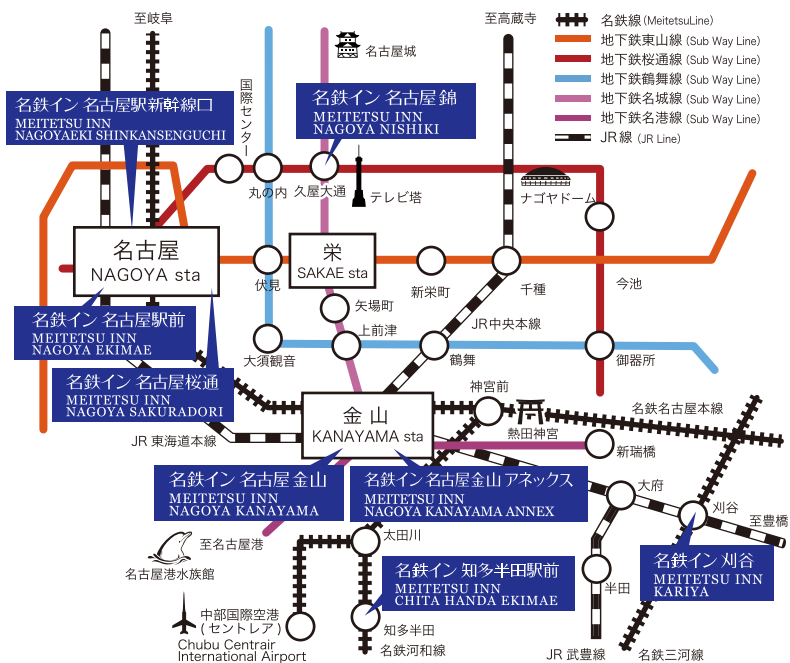 至岐阜
至高蔵寺
名鉄線 (MeitetsuLine)
地下鉄東山線 (Sub Way Line)
地下鉄桜通線 (Sub Way Line)
地下鉄鶴舞線 (Sub Way Line)
地下鉄名城線 (Sub Way Line)
地下鉄名港線 (Sub Way Line)
JR線 (JR Line)
名古屋城
国際センター
名鉄イン 名古屋駅新幹線口
MEITETSU INN
NAGOYAEKI SHINKANSENGUCHI
名鉄イン 名古屋錦
MEITETSU INN
NAGOYA NISHIKI
丸の内
久屋大通
テレビ塔
ナゴヤドーム
名古屋
NAGOYA sta
栄
SAKAE sta
伏見
新栄町
千種
今池
矢場町
名鉄イン 名古屋駅前
MEITETSU INN
NAGOYA EKIMAE
上前津
JR中央本線
大須観音
鶴舞
御器所
名鉄イン 名古屋桜通
MEITETSU INN
NAGOYA SAKURADORI
神宮前
金山
KANAYAMA sta
名鉄名古屋本線
JR 東海道本線
熱田神宮
新瑞橋
名鉄イン 名古屋金山
MEITETSU INN
NAGOYA KANAYAMA
名鉄イン 名古屋金山 アネックス
MEITETSU INN
NAGOYA KANAYAMA ANNEX
大府
刈谷
至豊橋
至名古屋港
太田川
名古屋港水族館
名鉄イン 知多半田駅前
MEITETSU INN
CHITA HANDA EKIMAE
名鉄イン 刈谷
MEITETSU INN
KARIYA
半田
中部国際空港
(セントレア)
Chubu Centrair
International Airport
知多半田
名鉄河和線
JR 武豊線
名鉄三河線